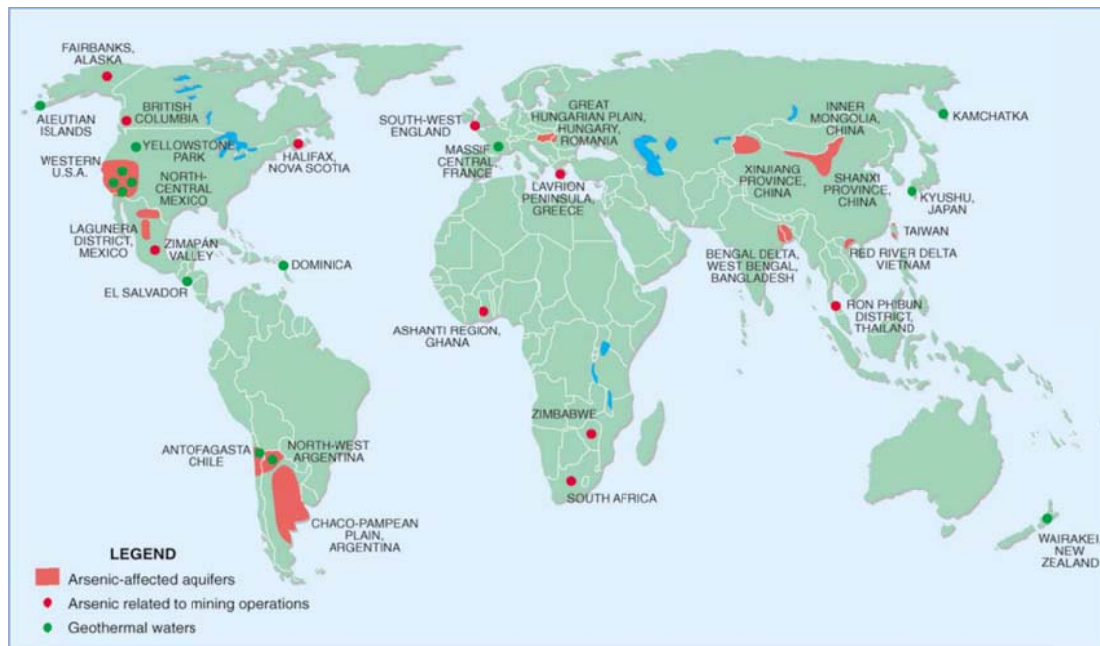 FAIRBANKS,
ALASKA
ALEUTIAN
ISLANDS
BRITISH
COLUMBIA
YELLOWSTONE
PARK
WESTERN
U.S.A.
HALIFAX,
NOVA SCOTIA
NORTH-
CENTRAL
MEXICO
LAGUNERA
DISTRICT,
MEXICO
ZIMAPÁN
VALLEY
DOMINICA
EL SALVADOR
ANTOFAGASTA
CHILE
NORTH-WEST
ARGENTINA
CHACO-PAMPEAN
PLAIN,
ARGENTINA
SOUTH-WEST
ENGLAND
GREAT
HUNGARIAN PLAIN,
HUNGARY,
ROMANIA
MASSIF
CENTRAL,
FRANCE
LAVRION
PENINSULA,
GREECE
ASHANTI REGION,
GHANA
ZIMBABWE
SOUTH AFRICA
INNER
MONGOLIA,
CHINA
KAMCHATKA
XINJIANG
PROVINCE,
CHINA
SHANXI
PROVINCE,
CHINA
KYUSHU,
JAPAN
TAIWAN
BENGAL DELTA,
WEST BENGAL,
BANGLADESH
RED RIVER DELTA
VIETNAM
RON PHIBUN
DISTRICT,
THAILAND
WAIRAKEI,
NEW
ZEALAND
LEGEND
Arsenic-affected aquifers
Arsenic related to mining operations
Geothermal waters